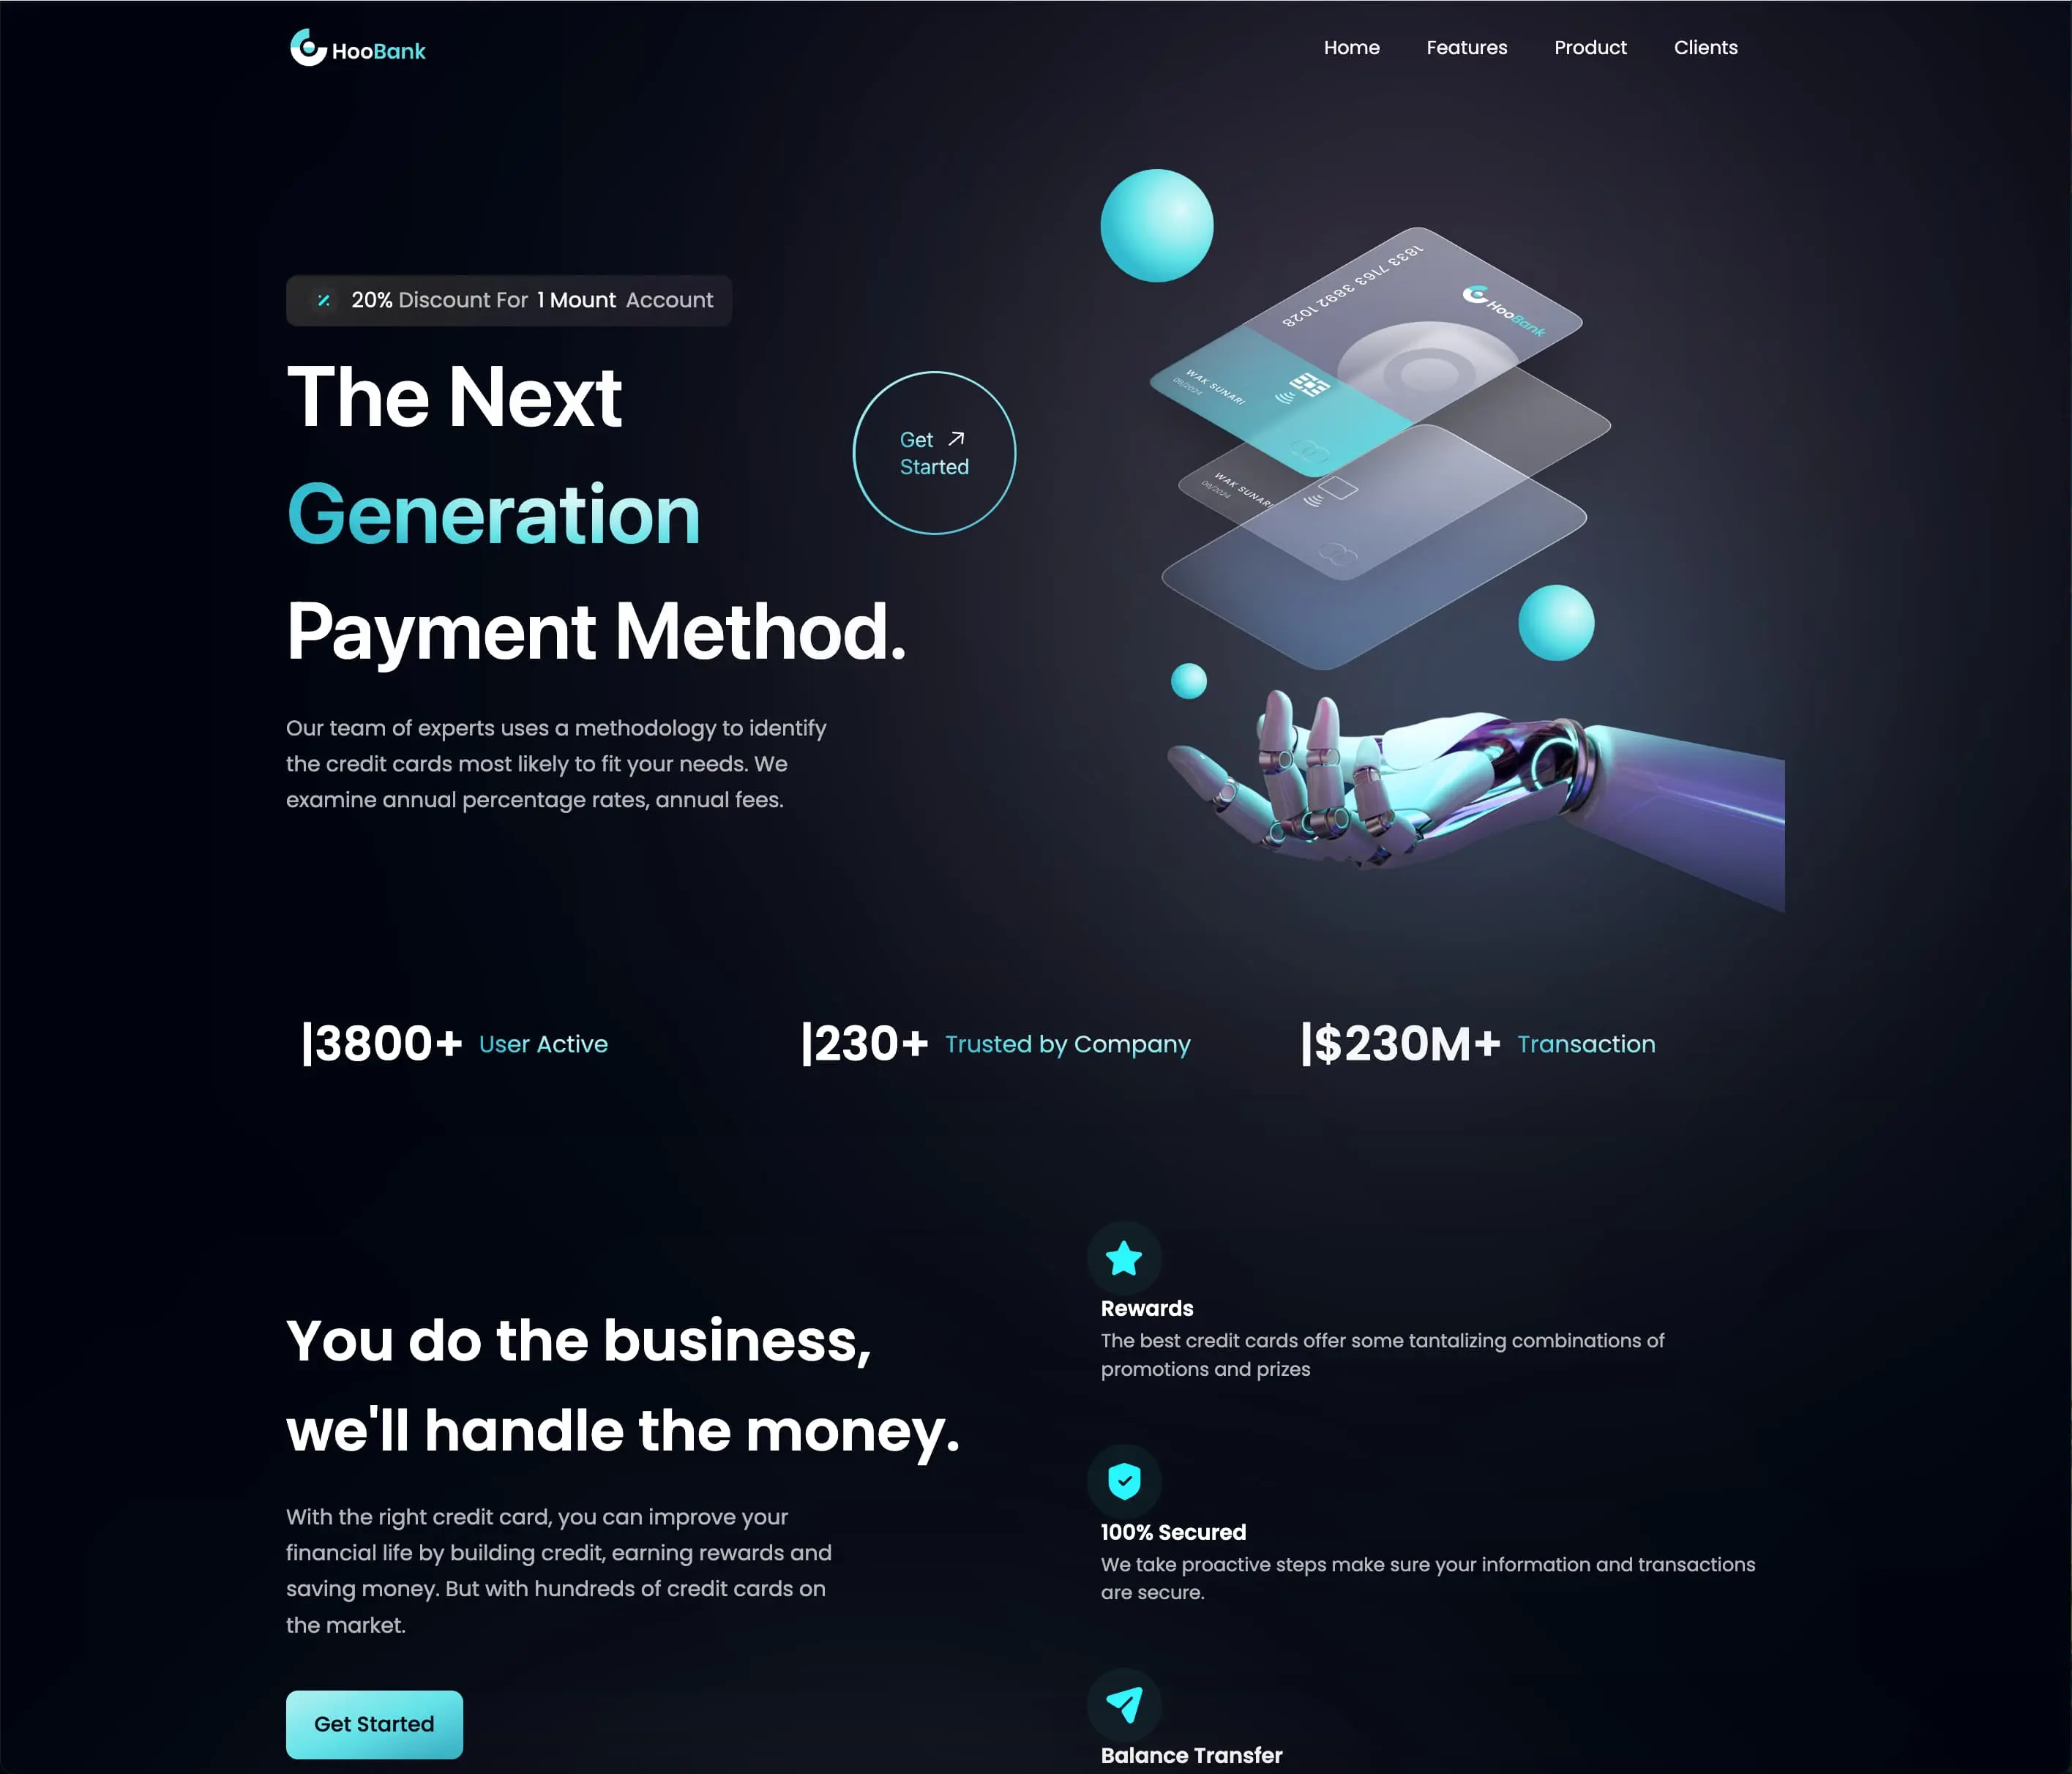 HooBank
Home Features Product Clients
20% Discount For 1 Mount Account
The Next
Generation
Payment Method.
Get
Started
Our team of experts uses a methodology to identify
the credit cards most likely to fit your needs. We
examine annual percentage rates, annual fees.
1833 7163 3892 1028
HooBank
WAK SUNARI
08/2024
WAK SUNARI
08/2024
|3800+ User Active
|230+ Trusted by Company
|$230M+ Transaction
You do the business,
we'll handle the money.
With the right credit card, you can improve your
financial life by building credit, earning rewards and
saving money. But with hundreds of credit cards on
the market.
Get Started
Rewards
The best credit cards offer some tantalizing combinations of
promotions and prizes
100% Secured
We take proactive steps make sure your information and transactions
are secure.
Balance Transfer